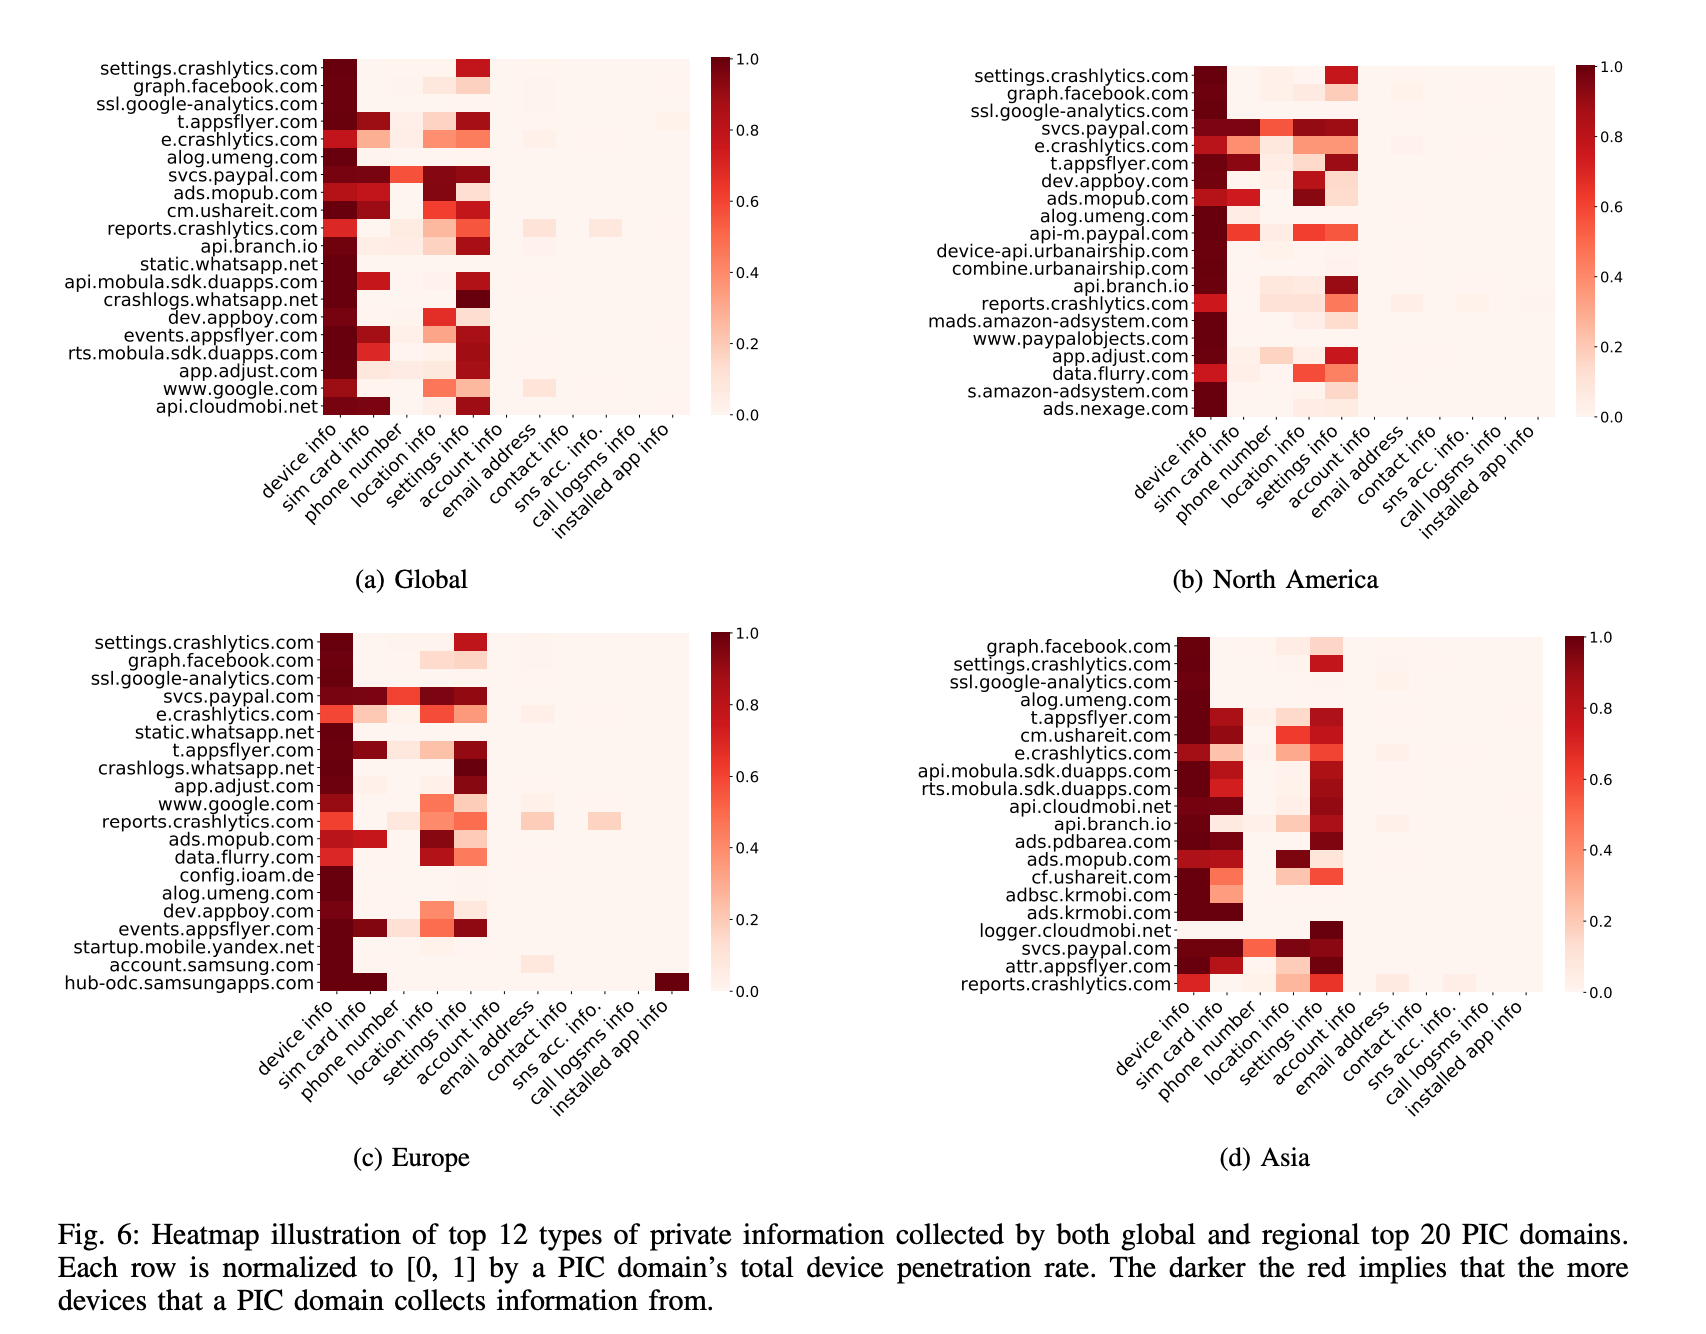 settings.crashlytics.com
graph.facebook.com
ssl.google-analytics.com
t.appsflyer.com
e.crashlytics.com
alog.umeng.com
svcs.paypal.com
ads.mopub.com
cm.ushareit.com
reports.crashlytics.com
api.branch.io
static.whatsapp.net
api.mobula.sdk.duapps.com
crashlogs.whatsapp.net
dev.appboy.com
events.appsflyer.com
rts.mobula.sdk.duapps.com
app.adjust.com
www.google.com
api.cloudmobi.net
device info
sim card info
phone number
location info
settings info
account info
email address
contact info
sns acc. info.
call logsms info
installed app info
1.0
0.8
0.6
0.4
0.2
0.0
(a) Global
settings.crashlytics.com
graph.facebook.com
ssl.google-analytics.com
svcs.paypal.com
e.crashlytics.com
t.appsflyer.com
dev.appboy.com
ads.mopub.com
alog.umeng.com
api-m.paypal.com
device-api.urbanairship.com
combine.urbanairship.com
api.branch.io
reports.crashlytics.com
mads.amazon-adsystem.com
www.paypalobjects.com
app.adjust.com
data.flurry.com
s.amazon-adsystem.com
ads.nexage.com
device info
sim card info
phone number
location info
settings info
account info
email address
contact info
sns acc. info.
call logsms info
installed app info
1.0
0.8
0.6
0.4
0.2
0.0
(b) North America
settings.crashlytics.com
graph.facebook.com
ssl.google-analytics.com
svcs.paypal.com
e.crashlytics.com
static.whatsapp.net
t.appsflyer.com
crashlogs.whatsapp.net
app.adjust.com
www.google.com
reports.crashlytics.com
ads.mopub.com
data.flurry.com
config.ioam.de
alog.umeng.com
dev.appboy.com
events.appsflyer.com
startup.mobile.yandex.net
account.samsung.com
hub-odc.samsungapps.com
device info
sim card info
phone number
location info
settings info
account info
email address
contact info
sns acc. info.
call logsms info
installed app info
1.0
0.8
0.6
0.4
0.2
0.0
(c) Europe
graph.facebook.com
settings.crashlytics.com
ssl.google-analytics.com
alog.umeng.com
t.appsflyer.com
cm.ushareit.com
e.crashlytics.com
api.mobula.sdk.duapps.com
rts.mobula.sdk.duapps.com
api.cloudmobi.net
api.branch.io
ads.pdbarea.com
ads.mopub.com
cf.ushareit.com
adbsc.krmobi.com
ads.krmobi.com
logger.cloudmobi.net
svcs.paypal.com
attr.appsflyer.com
reports.crashlytics.com
device info
sim card info
phone number
location info
settings info
account info
email address
contact info
sns acc. info.
call logsms info
installed app info
1.0
0.8
0.6
0.4
0.2
0.0
(d) Asia
Fig. 6: Heatmap illustration of top 12 types of private information collected by both global and regional top 20 PIC domains.
Each row is normalized to [0, 1] by a PIC domain's total device penetration rate. The darker the red implies that the more
devices that a PIC domain collects information from.